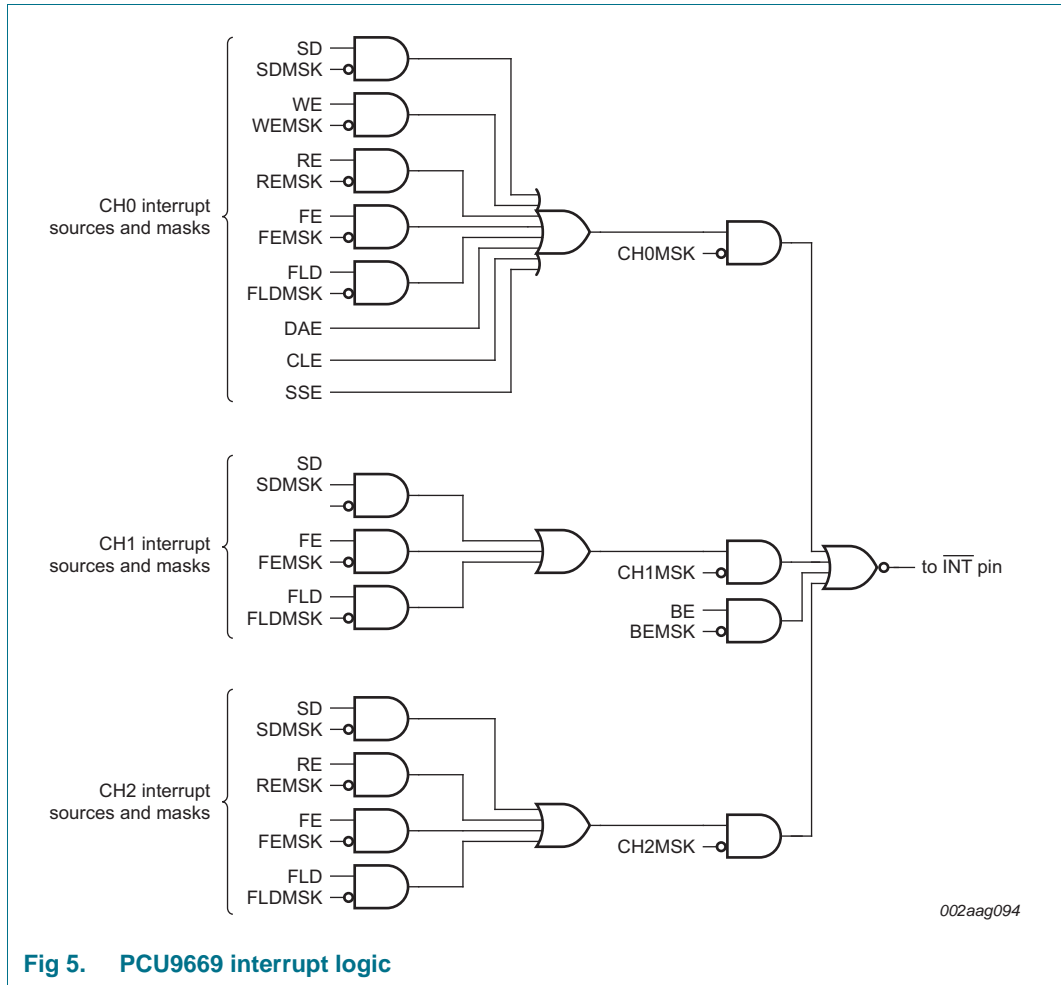 SD
SDMSK
WE
WEMSK
RE
REMSK
CH0 interrupt
sources and masks
FE
FEMSK
CH0MSK
FLD
FLDMSK
DAE
CLE
SSE
SD
SDMSK
CH1 interrupt
sources and masks
FE
FEMSK
CH1MSK
to INT pin
FLD
FLDMSK
BE
BEMSK
SD
SDMSK
CH2 interrupt
sources and masks
RE
REMSK
FE
FEMSK
CH2MSK
FLD
FLDMSK
002aag094
Fig 5. PCU9669 interrupt logic